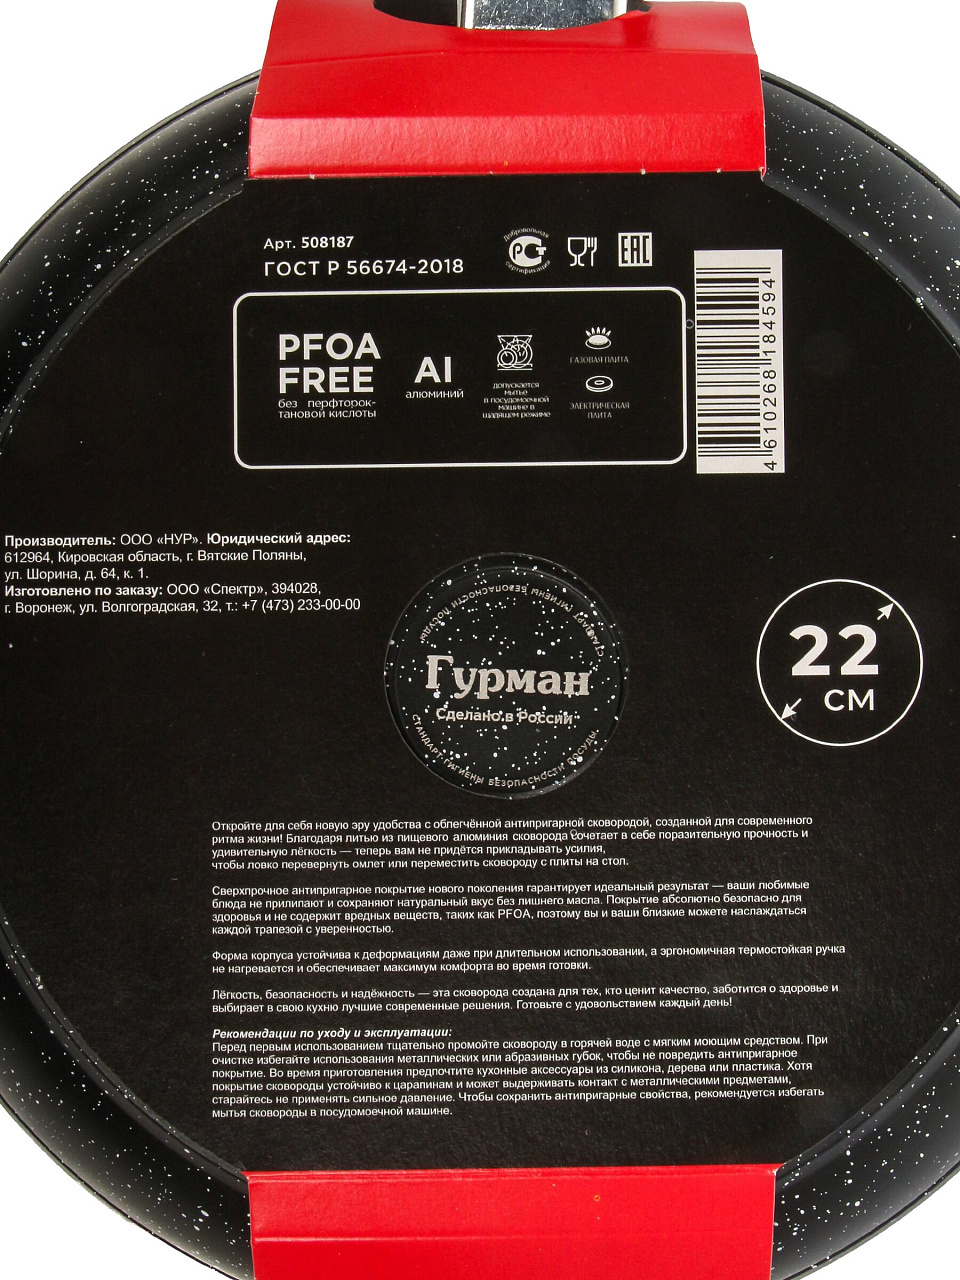 Арт. 508187
ГОСТ Р 56674-2018
Добровольная
РСТ
сертификация
ЕАС
PFOA
FREE
без перфторок-
тановой кислоты
Al
алюминий
допускается
мытье
в посудомоечной
машине в
щадящем режиме
ГАЗОВАЯ ПЛИТА
ЭЛЕКТРИЧЕСКАЯ
ПЛИТА
4 610268 184594
Производитель: ООО «НУР». Юридический адрес:
612964, Кировская область, г. Вятские Поляны,
ул. Шорина, д. 64, к. 1.
Изготовлено по заказу: ООО «Спектр», 394028,
г. Воронеж, ул. Волгоградская, 32, т.: +7 (473) 233-00-00
СТАНДАРТ ГИГИЕНЫ БЕЗОПАСНОСТИ ПОСУДЫ
Гурман
Сделано в России
СТАНДАРТ ГИГИЕНЫ БЕЗОПАСНОСТИ ПОСУДЫ
22
СМ
Откройте для себя новую эру удобства с облегчённой антипригарной сковородой, созданной для современного
ритма жизни! Благодаря литью из пищевого алюминия сковорода сочетает в себе поразительную прочность и
удивительную лёгкость — теперь вам не придётся прикладывать усилия,
чтобы ловко перевернуть омлет или переместить сковороду с плиты на стол.
Сверхпрочное антипригарное покрытие нового поколения гарантирует идеальный результат — ваши любимые
блюда не прилипают и сохраняют натуральный вкус без лишнего масла. Покрытие абсолютно безопасно для
здоровья и не содержит вредных веществ, таких как PFOA, поэтому вы и ваши близкие можете наслаждаться
каждой трапезой с уверенностью.
Форма корпуса устойчива к деформациям даже при длительном использовании, а эргономичная термостойкая ручка
не нагревается и обеспечивает максимум комфорта во время готовки.
Лёгкость, безопасность и надёжность — эта сковорода создана для тех, кто ценит качество, заботится о здоровье и
выбирает в свою кухню лучшие современные решения. Готовьте с удовольствием каждый день!
Рекомендации по уходу и эксплуатации:
Перед первым использованием тщательно промойте сковороду в горячей воде с мягким моющим средством. При
очистке избегайте использования металлических или абразивных губок, чтобы не повредить антипригарное
покрытие. Во время приготовления предпочтите кухонные аксессуары из силикона, дерева или пластика. Хотя
покрытие сковороды устойчиво к царапинам и может выдерживать контакт с металлическими предметами,
старайтесь не применять сильное давление. Чтобы сохранить антипригарные свойства, рекомендуется избегать
мытья сковороды в посудомоечной машине.